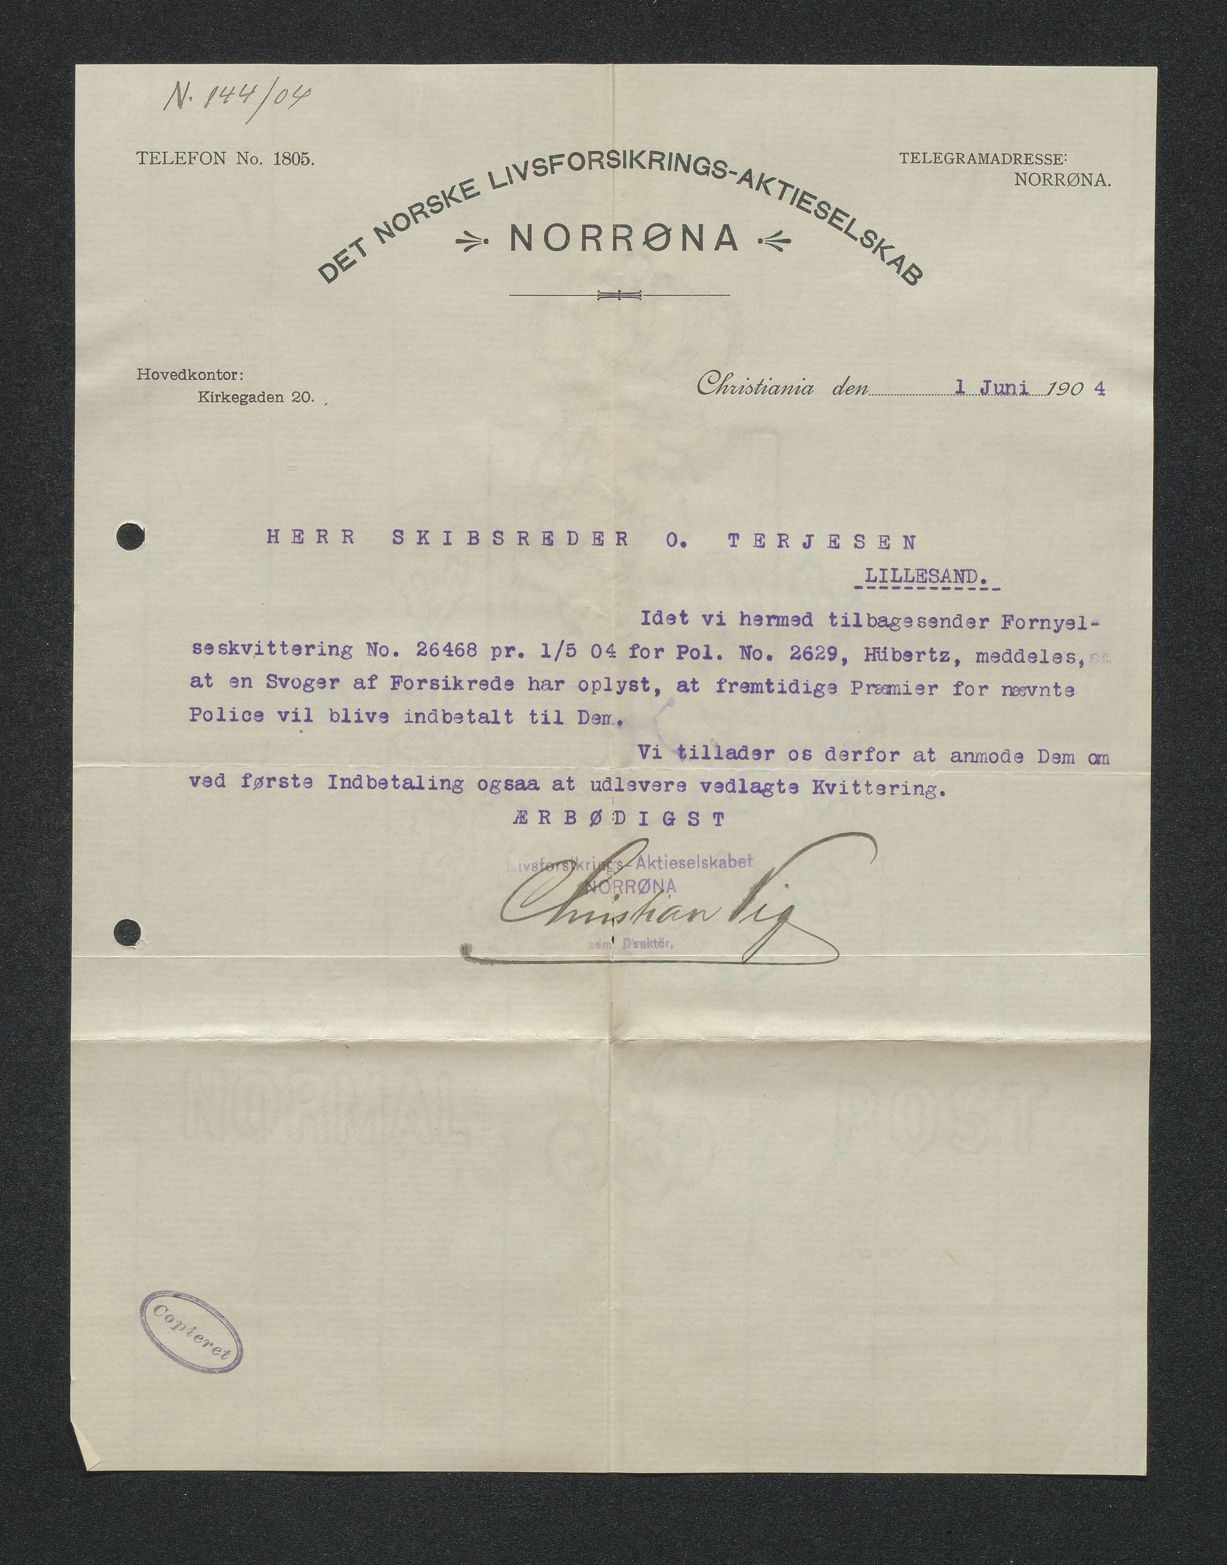 N. 144/04
TELEFON No. 1805.
TELEGRAMADRESSE:
NORRØNA.
DET NORSKE LIVSFORSIKRINGS-AKTIESELSKAB
NORRØNA
Hovedkontor:
Kirkegaden 20.
Christiania den 1 Juni 1904
HERR SKIBSREDER O. TERJESEN
LILLESAND.
Idet vi hermed tilbagesender Fornyel-
seskvittering No. 26468 pr. 1/5 04 for Pol. No. 2629, Hübertz, meddeles,
at en Svoger af Forsikrede har oplyst, at fremtidige Præmier for nævnte
Police vil blive indbetalt til Dem.
Vi tillader os derfor at anmode Dem om
ved første Indbetaling ogsaa at udlevere vedlagte Kvittering.
ÆRBØDIGST
Livsforsikrings-Aktieselskabet
NORRØNA
Christian Vig
adm. Direktör.
NORMAL
POST
Copieret